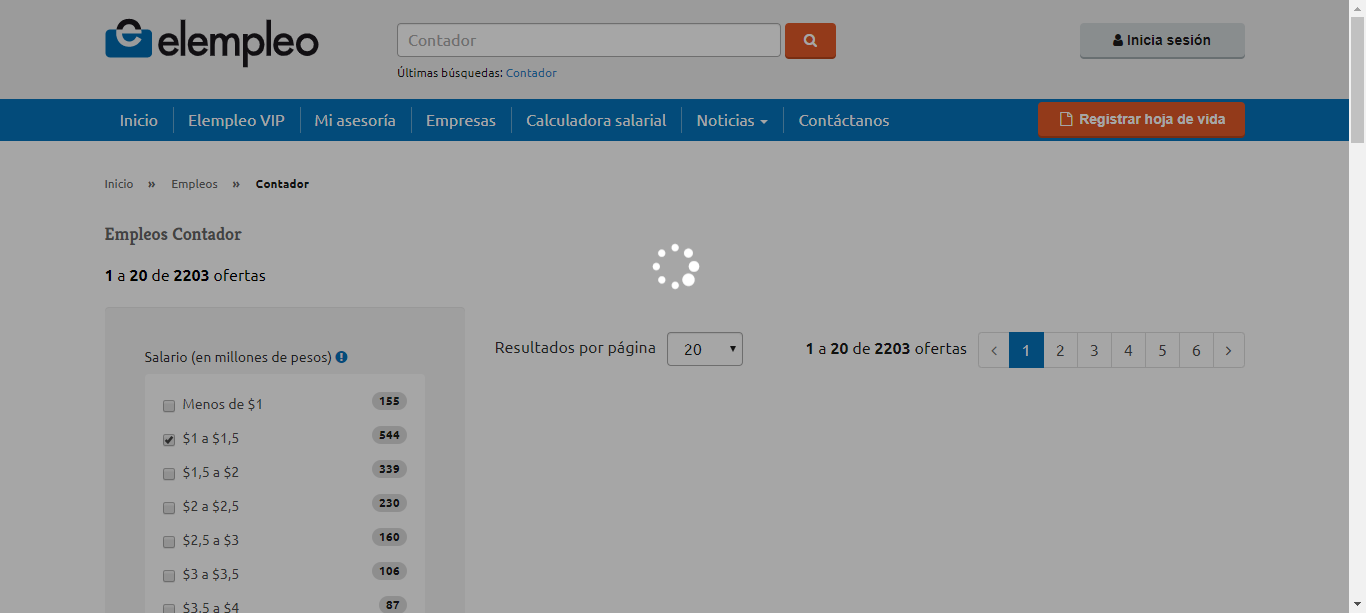 elempleo
Contador
Inicia sesión
Últimas búsquedas: Contador
Inicio Elempleo VIP Mi asesoría Empresas Calculadora salarial Noticias Contáctanos Registrar hoja de vida
Inicio » Empleos » Contador
Empleos Contador
1 a 20 de 2203 ofertas
Resultados por página 20 1 a 20 de 2203 ofertas ‹ 1 2 3 4 5 6 ›
Salario (en millones de pesos)
Menos de $1 155
$1 a $1,5 544
$1,5 a $2 339
$2 a $2,5 230
$2,5 a $3 160
$3 a $3,5 106
$3,5 a $4 87